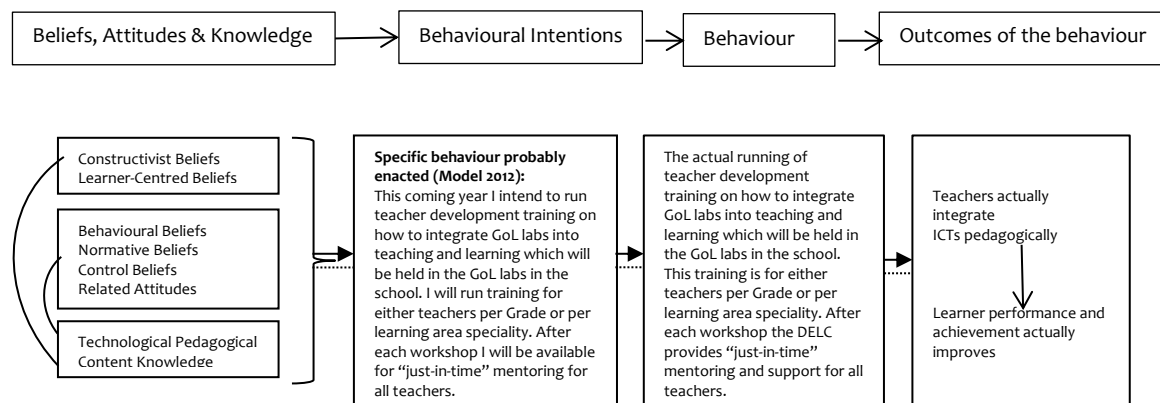 Beliefs, Attitudes & Knowledge
Behavioural Intentions
Behaviour
Outcomes of the behaviour
Constructivist Beliefs
Learner-Centred Beliefs
Behavioural Beliefs
Normative Beliefs
Control Beliefs
Related Attitudes
Technological Pedagogical
Content Knowledge
Specific behaviour probably
enacted (Model 2012):
This coming year I intend to run
teacher development training on
how to integrate GoL labs into
teaching and learning which will
be held in the GoL labs in the
school. I will run training for
either teachers per Grade or per
learning area speciality. After
each workshop I will be available
for “just-in-time” mentoring for
all teachers.
The actual running of
teacher development
training on how to integrate
GoL labs into teaching and
learning which will be held in
the GoL labs in the school.
This training is for either
teachers per Grade or per
learning area speciality. After
each workshop the DELC
provides “just-in-time”
mentoring and support for all
teachers.
Teachers actually
integrate
ICTs pedagogically
Learner performance and
achievement actually
improves